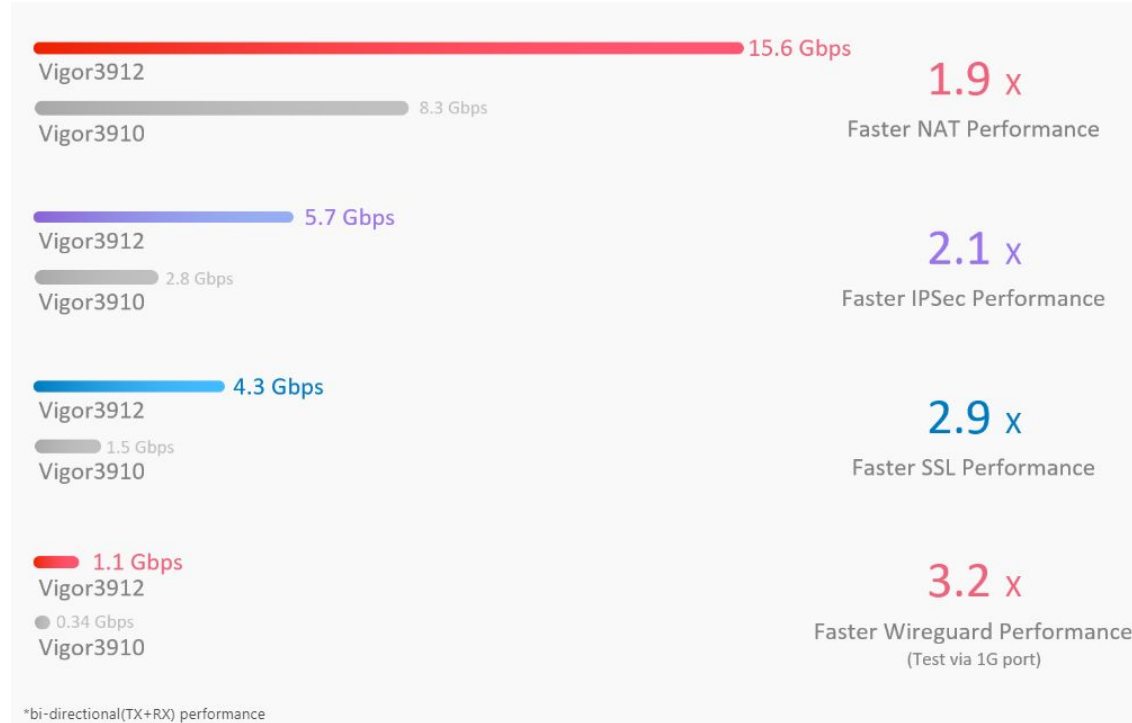 15.6 Gbps
Vigor3912
8.3 Gbps
Vigor3910
1.9 x
Faster NAT Performance
5.7 Gbps
Vigor3912
2.8 Gbps
Vigor3910
2.1 x
Faster IPSec Performance
4.3 Gbps
Vigor3912
1.5 Gbps
Vigor3910
2.9 x
Faster SSL Performance
1.1 Gbps
Vigor3912
0.34 Gbps
Vigor3910
3.2 x
Faster Wireguard Performance
(Test via 1G port)
*bi-directional(TX+RX) performance